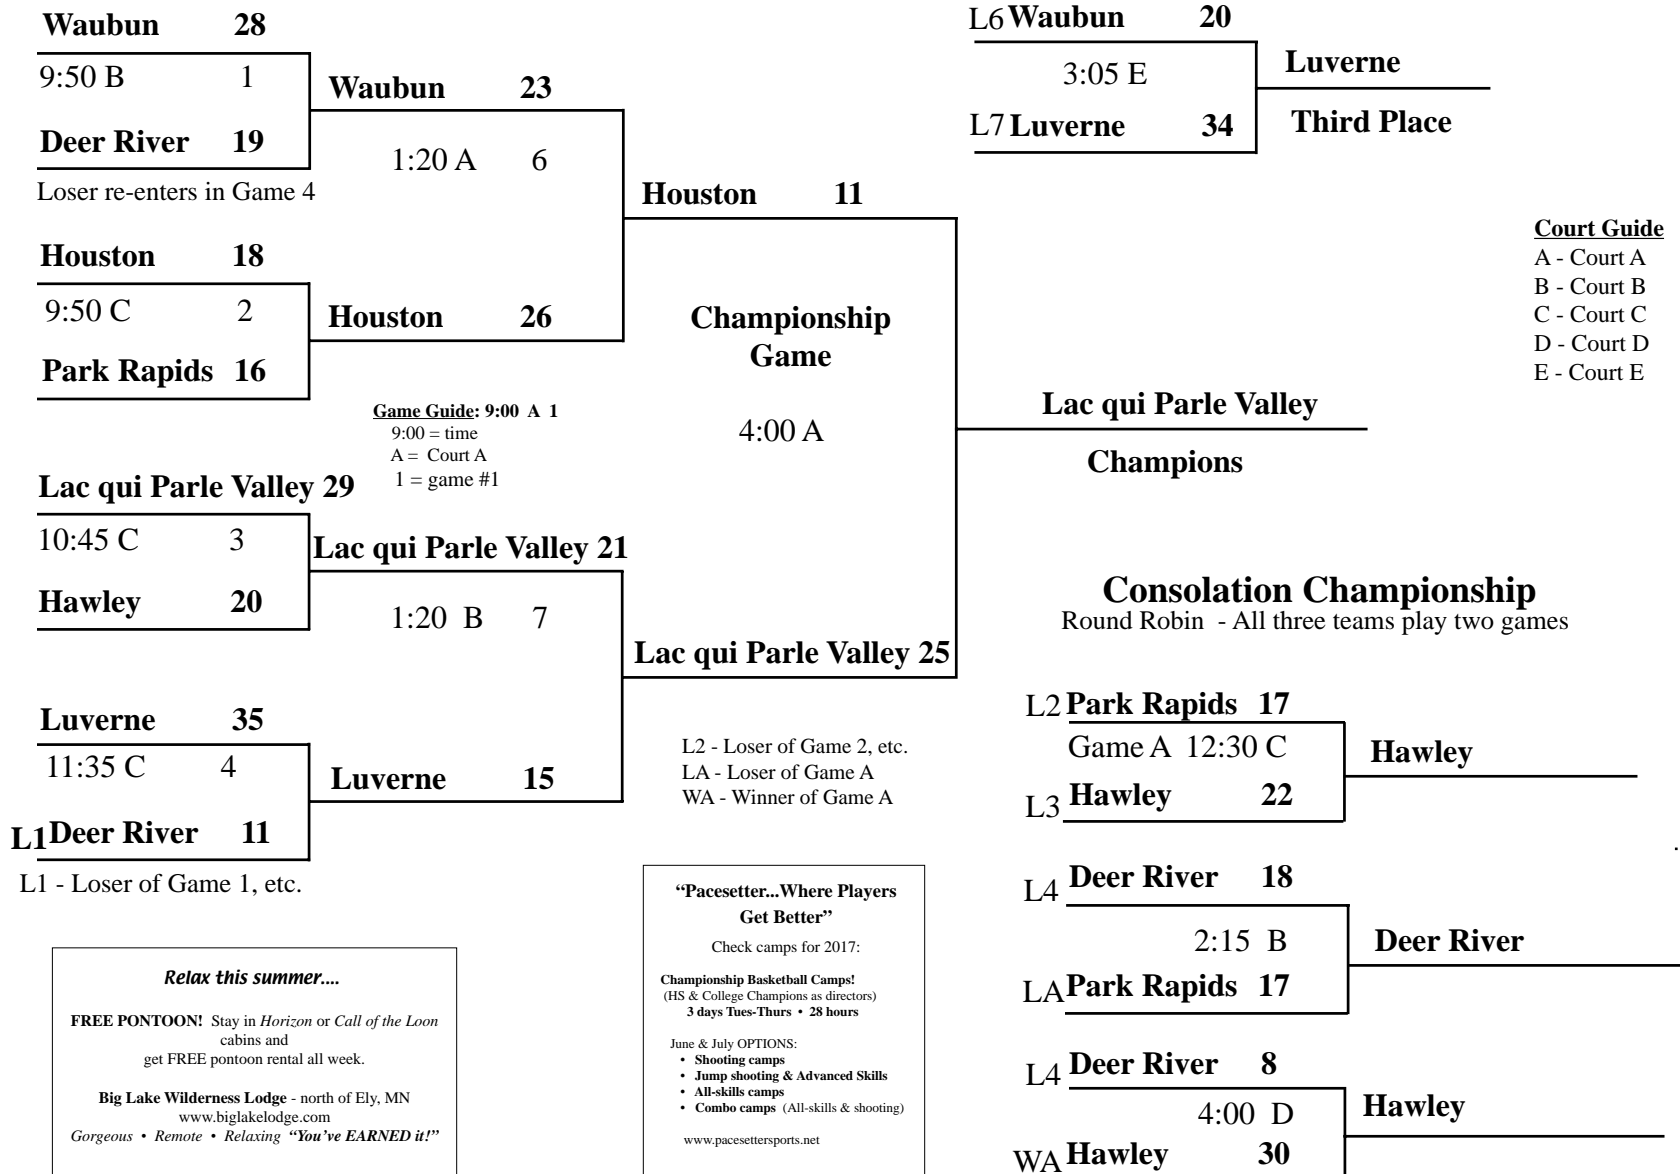 Waubun 28
9:50 B 1
Deer River 19
Loser re-enters in Game 4
Houston 18
9:50 C 2
Park Rapids 16
Lac qui Parle Valley 29
10:45 C 3
Hawley 20
Luverne 35
11:35 C 4
L1 Deer River 11
L1 - Loser of Game 1, etc.
Waubun 23
1:20 A 6
Houston 26
Game Guide: 9:00 A 1
9:00 = time
A = Court A
1 = game #1
Lac qui Parle Valley 21
1:20 B 7
Luverne 15
Houston 11
Championship
Game
4:00 A
Lac qui Parle Valley 25
L2 - Loser of Game 2, etc.
LA - Loser of Game A
WA - Winner of Game A
Lac qui Parle Valley
Champions
L6 Waubun 20
3:05 E
L7 Luverne 34
Luverne
Third Place
Court Guide
A - Court A
B - Court B
C - Court C
D - Court D
E - Court E
Consolation Championship
Round Robin - All three teams play two games
L2 Park Rapids 17
Game A 12:30 C
L3 Hawley 22
Hawley
L4 Deer River 18
2:15 B
LA Park Rapids 17
Deer River
L4 Deer River 8
4:00 D
WA Hawley 30
Hawley
.
Relax this summer....
FREE PONTOON! Stay in Horizon or Call of the Loon
cabins and
get FREE pontoon rental all week.
Big Lake Wilderness Lodge - north of Ely, MN
www.biglakelodge.com
Gorgeous • Remote • Relaxing “You've EARNED it!”
“Pacesetter...Where Players
Get Better”
Check camps for 2017:
Championship Basketball Camps!
(HS & College Champions as directors)
3 days Tues-Thurs • 28 hours
June & July OPTIONS:
• Shooting camps
• Jump shooting & Advanced Skills
• All-skills camps
• Combo camps (All-skills & shooting)
www.pacesettersports.net